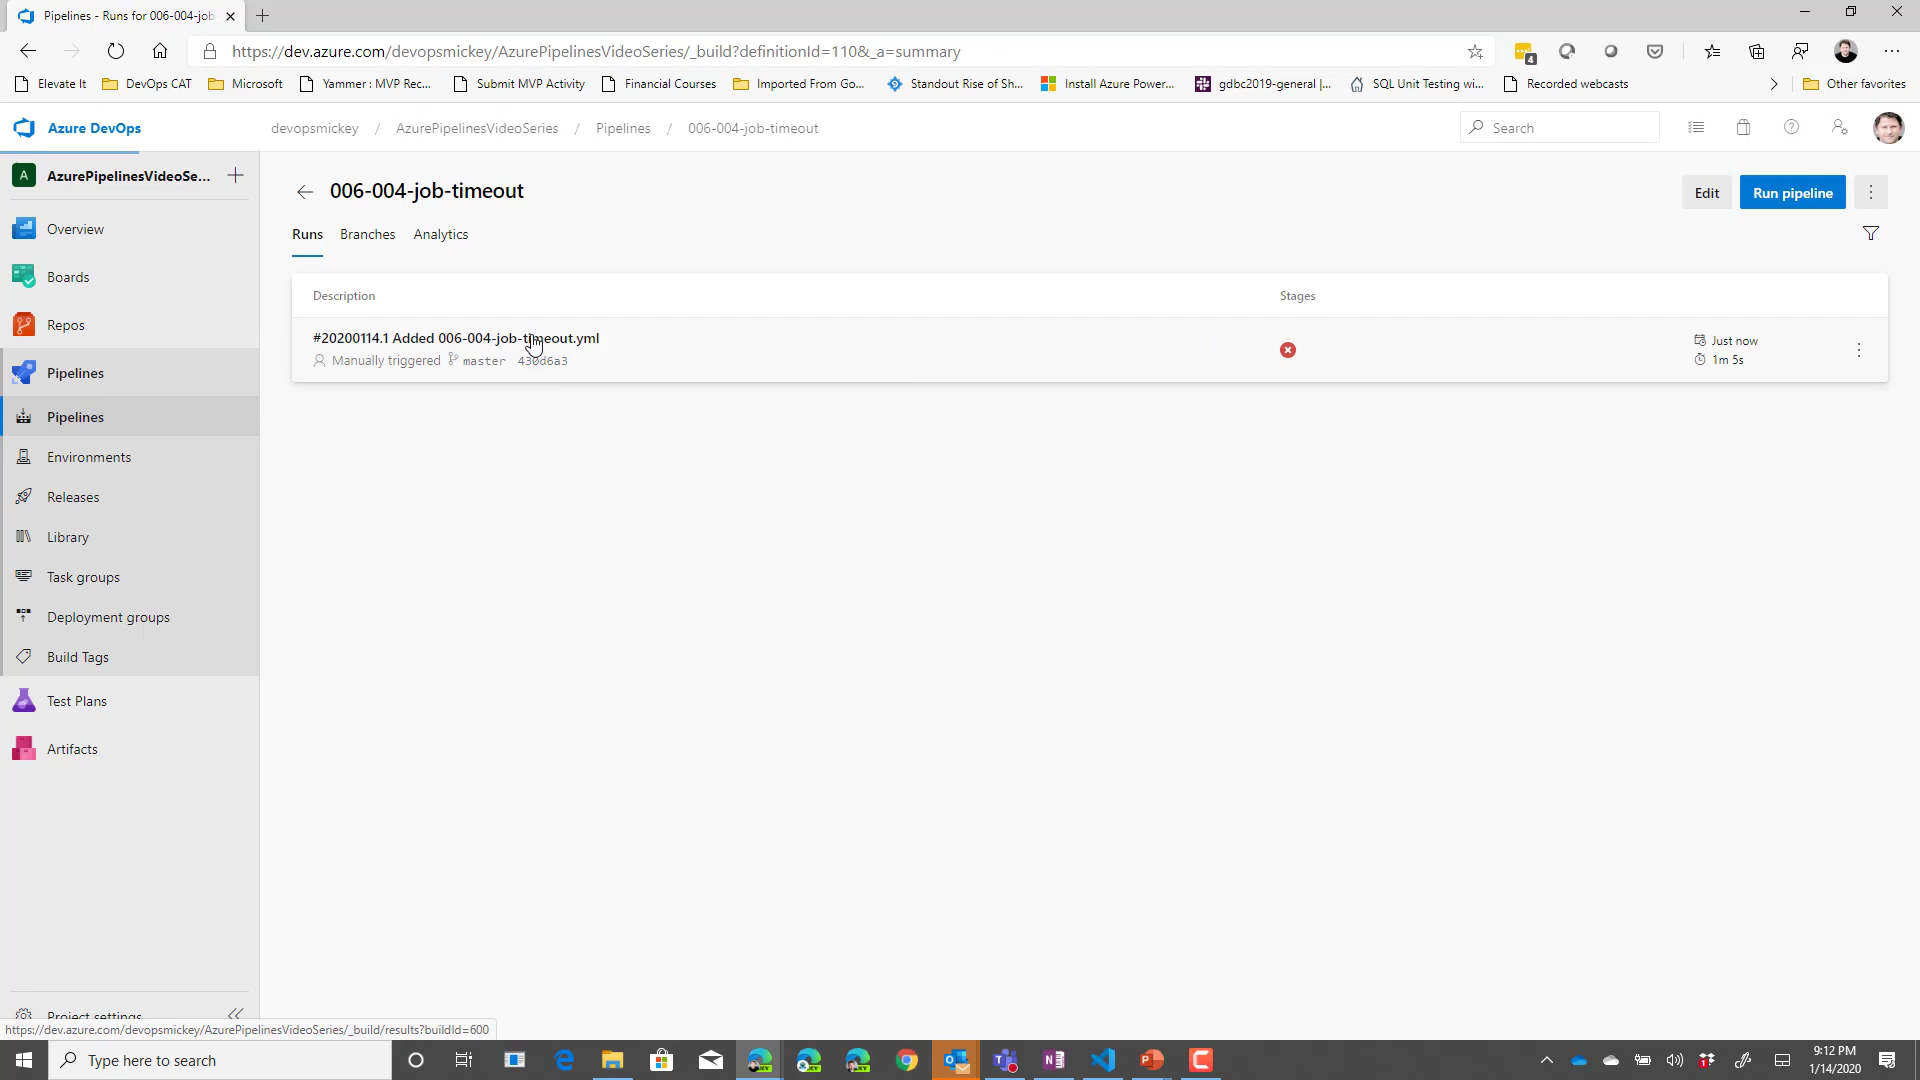 Pipelines - Runs for 006-004-job
https://dev.azure.com/devopsmickey/AzurePipelinesVideoSeries/_build?definitionId=110&_a=summary
4
Elevate It
DevOps CAT
Microsoft
Yammer : MVP Rec...
Submit MVP Activity
Financial Courses
Imported From Go...
Standout Rise of Sh...
Install Azure Power...
gdbc2019-general |...
SQL Unit Testing wi...
Recorded webcasts
Other favorites
Azure DevOps
devopsmickey / AzurePipelinesVideoSeries / Pipelines / 006-004-job-timeout
Search
A
AzurePipelinesVideoSe...
Overview
Boards
Repos
Pipelines
Pipelines
Environments
Releases
Library
Task groups
Deployment groups
Build Tags
Test Plans
Artifacts
Project settings
006-004-job-timeout
Edit
Run pipeline
Runs
Branches
Analytics
Description
Stages
#20200114.1 Added 006-004-job-timeout.yml
Manually triggered master 430d6a3
Just now
1m 5s
https://dev.azure.com/devopsmickey/AzurePipelinesVideoSeries/_build/results?buildId=600
Type here to search
9:12 PM
1/14/2020